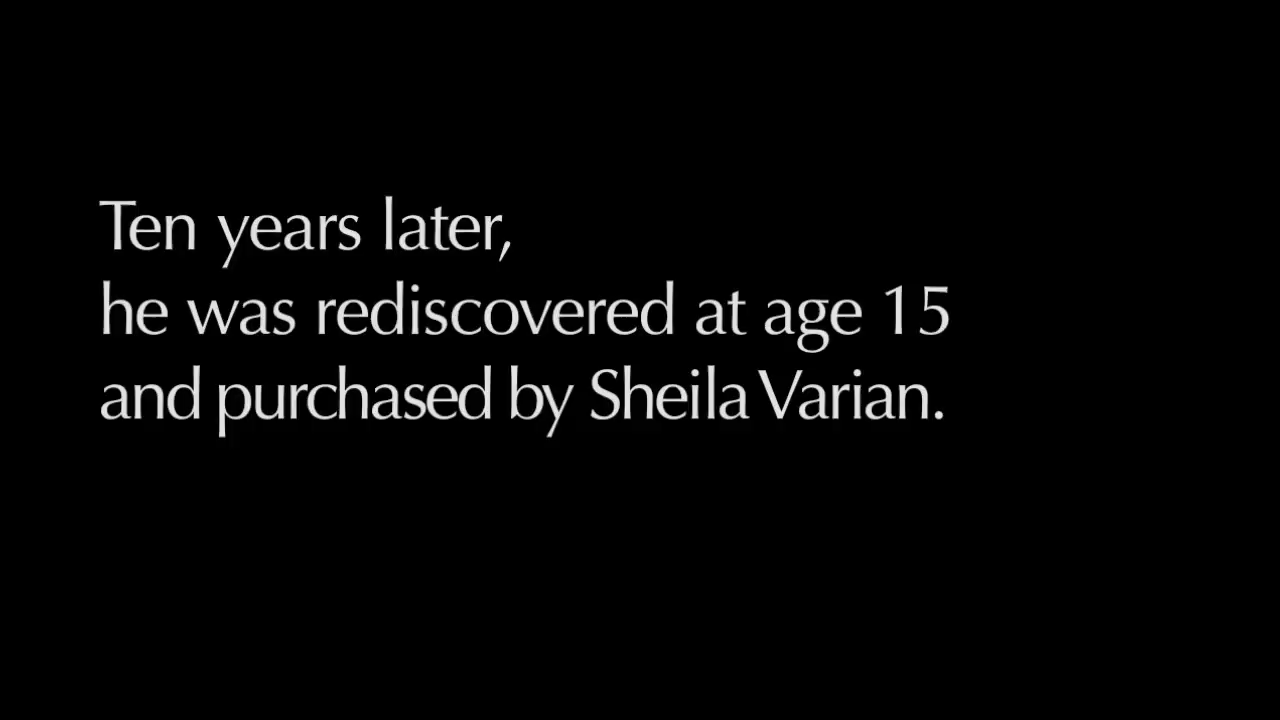 Ten years later,
he was rediscovered at age 15
and purchased by Sheila Varian.